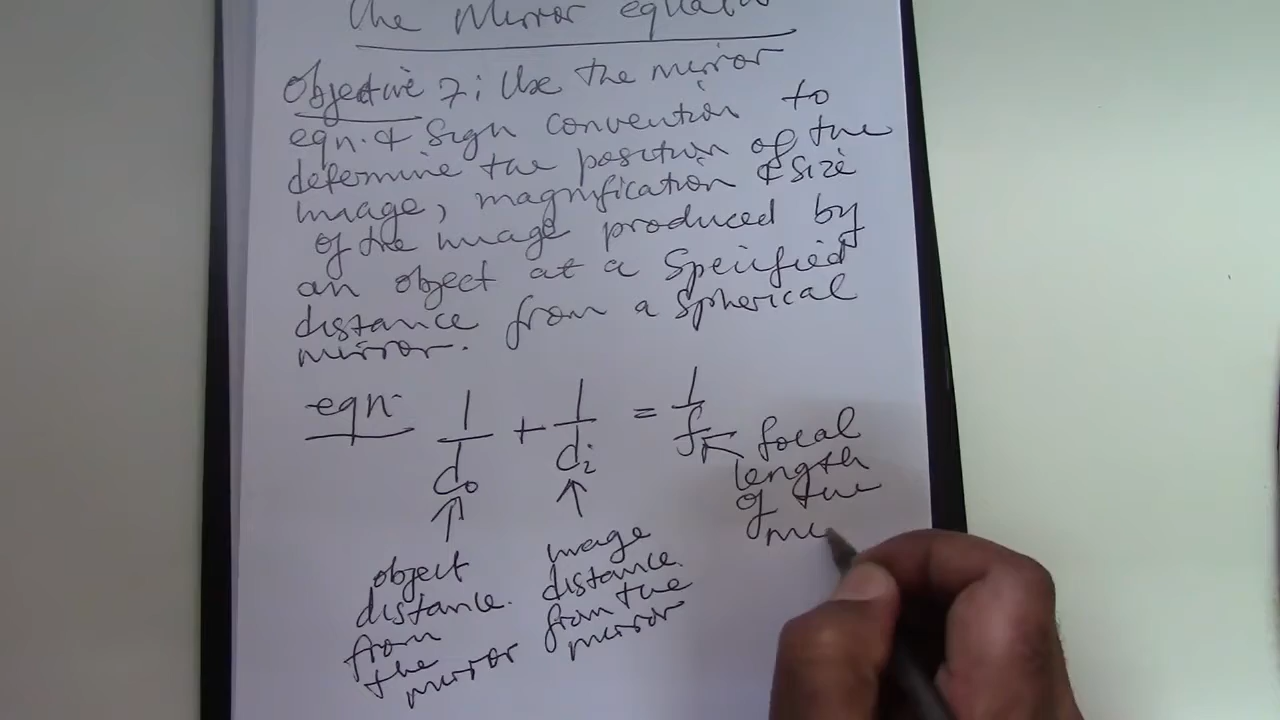 The Mirror equatio
Objective 7: Use the mirror
eqn. & sign convention to
determine the position of the
image, magnification & size
of the image produced by
an object at a specified
distance from a spherical
mirror.
eqn. 1/do + 1/di = 1/f
focal
length
of the
mi
object
distance.
from
the
mirror
image
distance
from the
mirror